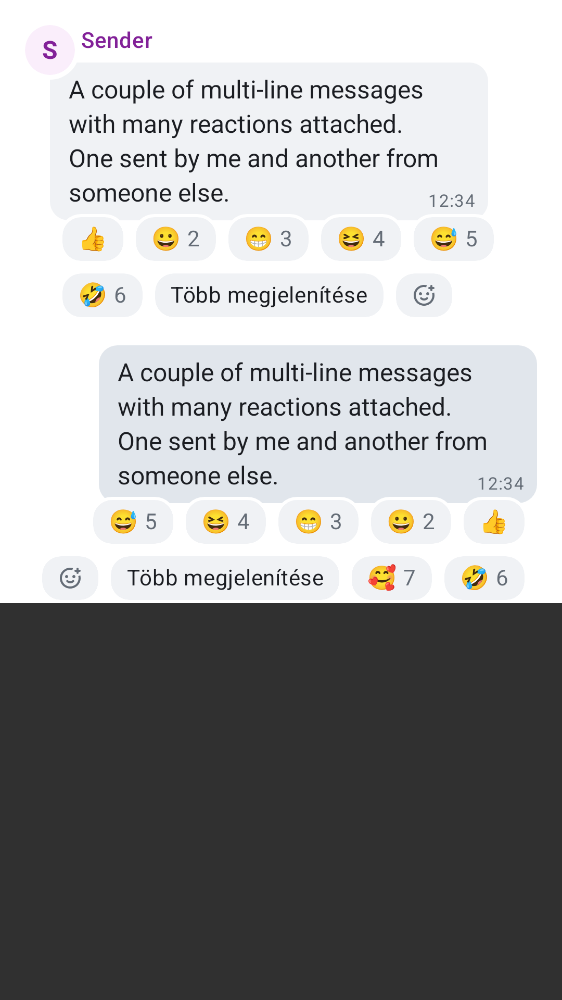 S
Sender
A couple of multi-line messages
with many reactions attached.
One sent by me and another from
someone else.
12:34
👍 😀 2 😁 3 😆 4 😅 5
🤣 6 Több megjelenítése
A couple of multi-line messages
with many reactions attached.
One sent by me and another from
someone else.
12:34
😅 5 😆 4 😁 3 😀 2 👍
Több megjelenítése 🥰 7 🤣 6